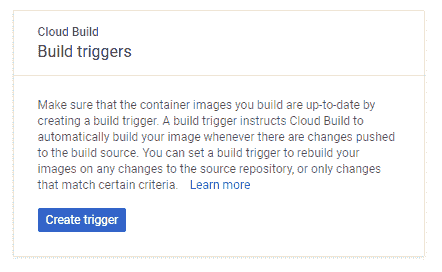 Cloud Build
Build triggers
Make sure that the container images you build are up-to-date by
creating a build trigger. A build trigger instructs Cloud Build to
automatically build your image whenever there are changes pushed
to the build source. You can set a build trigger to rebuild your
images on any changes to the source repository, or only changes
that match certain criteria. Learn more
Create trigger